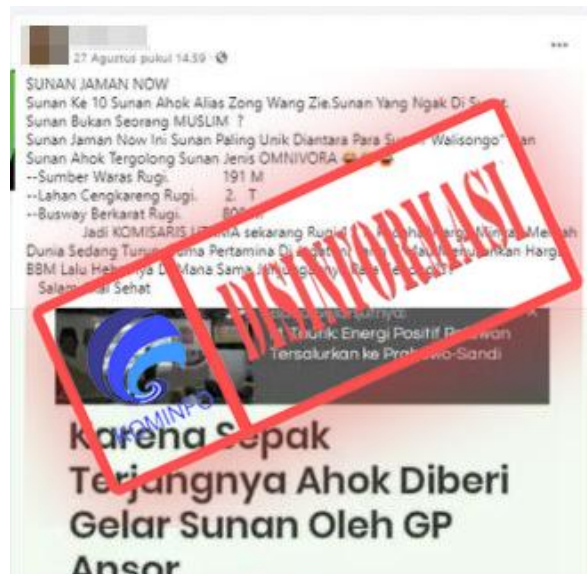 27 Agustus pukul 14.59
SUNAN JAMAN NOW
Sunan Ke 10 Sunan Ahok Alias Zong Wang Zie.Sunan Yang Ngak Di
Sunan Bukan Seorang MUSLIM ?
Sunan Jaman Now Ini Sunan Paling Unik Diantara Para Walisongo"
Sunan Ahok Tergolong Sunan Jenis OMNIVORA
--Sumber Waras Rugi. 191 M
--Lahan Cengkareng Rugi. 2. T
--Busway Berkarat Rugi.
Jadi KOMISARIS sekarang Rugi
Dunia Sedang Pertamina Di
BBM Lalu Mana Sama
Salam Sehat
DISINFORMASI
KOMINFO
Energi Positif
Tersalurkan ke Prabowo-Sandi
Karena Sepak
Terjangnya Ahok Diberi
Gelar Sunan Oleh GP
Ansor